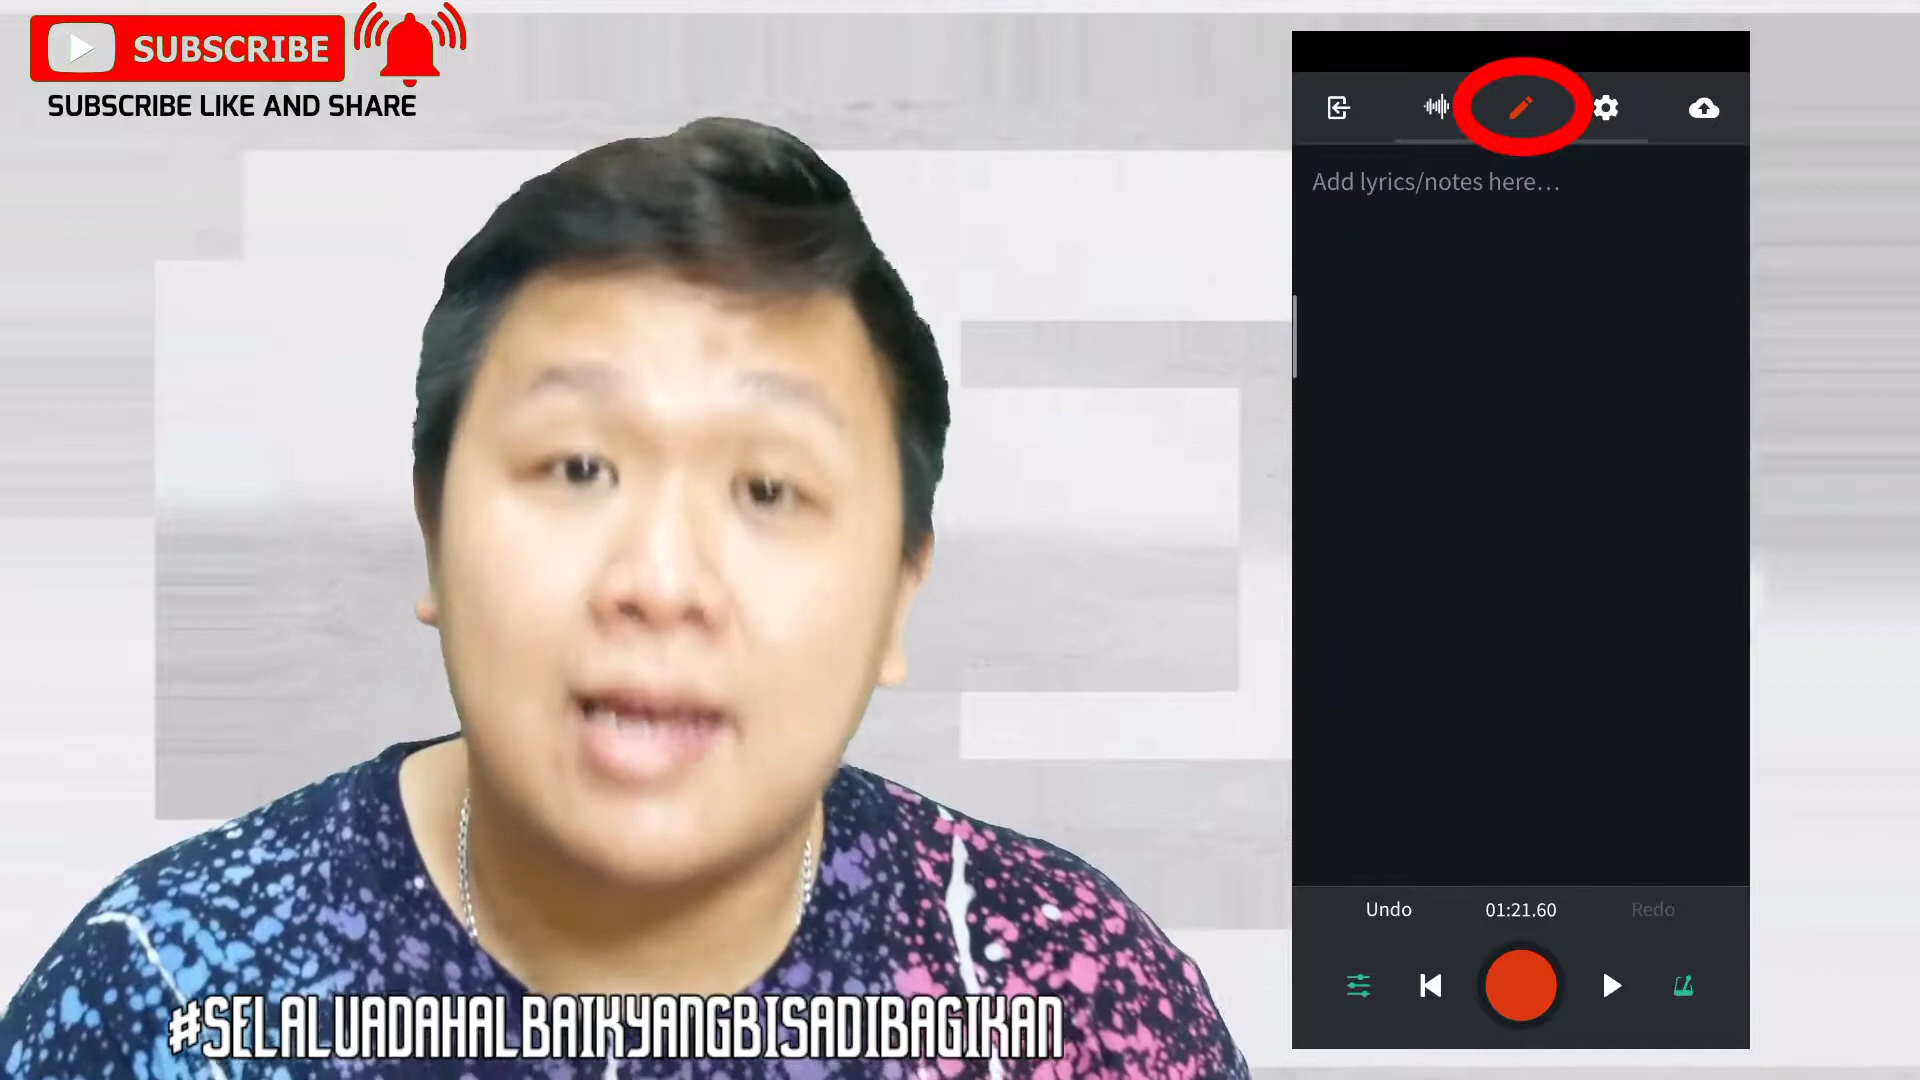 SUBSCRIBE
SUBSCRIBE LIKE AND SHARE
Add lyrics/notes here...
Undo
01:21.60
Redo
#SELALUADAHALBAIKYANGBISADIBAGIKAN